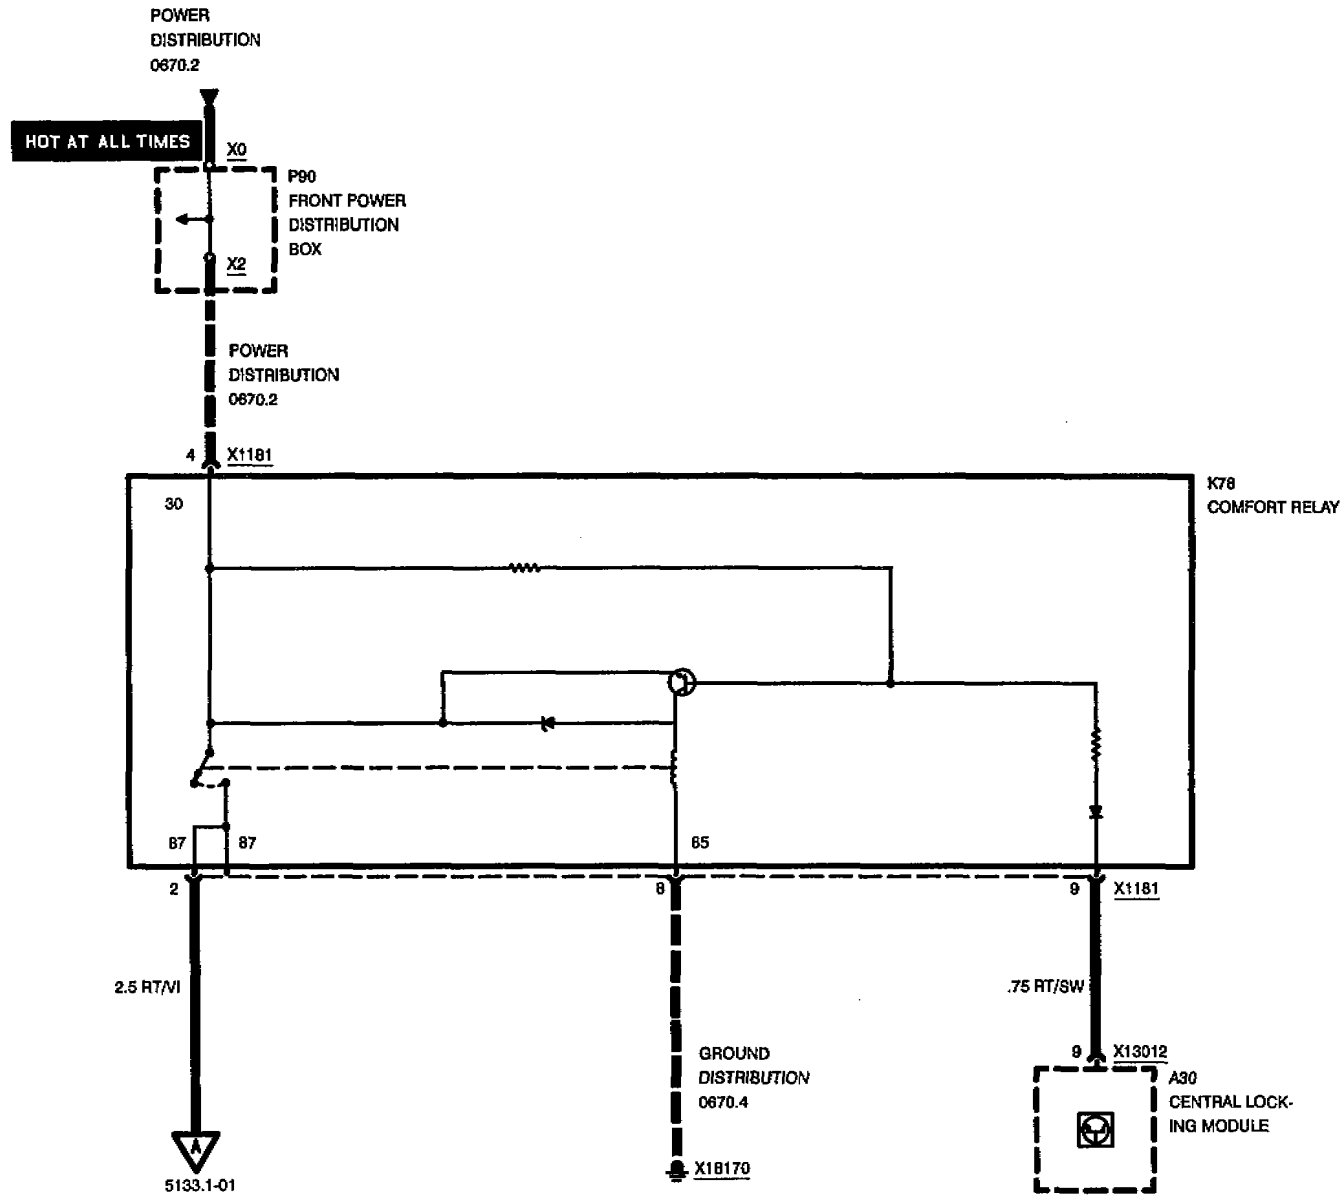 POWER
DISTRIBUTION
0670.2
HOT AT ALL TIMES
X0
P90
FRONT POWER
DISTRIBUTION
BOX
X2
POWER
DISTRIBUTION
0670.2
4 X1181
K78
COMFORT RELAY
30
87 87 85
2 8 9 X1181
2.5 RT/VI
.75 RT/SW
GROUND
DISTRIBUTION
0670.4
9 X13012
A30
CENTRAL LOCK-
ING MODULE
A
5133.1-01
X18170